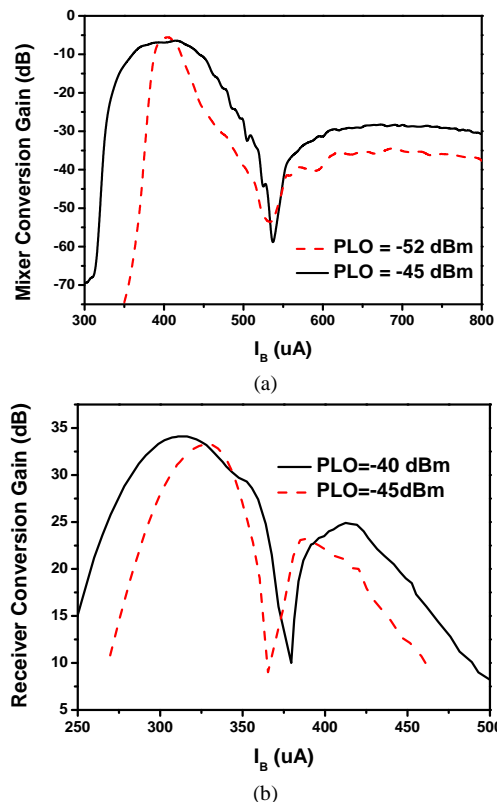 Mixer Conversion Gain (dB)
0
-10
-20
-30
-40
-50
-60
-70
PLO = -52 dBm
PLO = -45 dBm
300 400 500 600 700 800
I_B (uA)
(a)
Receiver Conversion Gain (dB)
35
30
25
20
15
10
5
PLO=-40 dBm
PLO=-45dBm
250 300 350 400 450 500
I_B (uA)
(b)